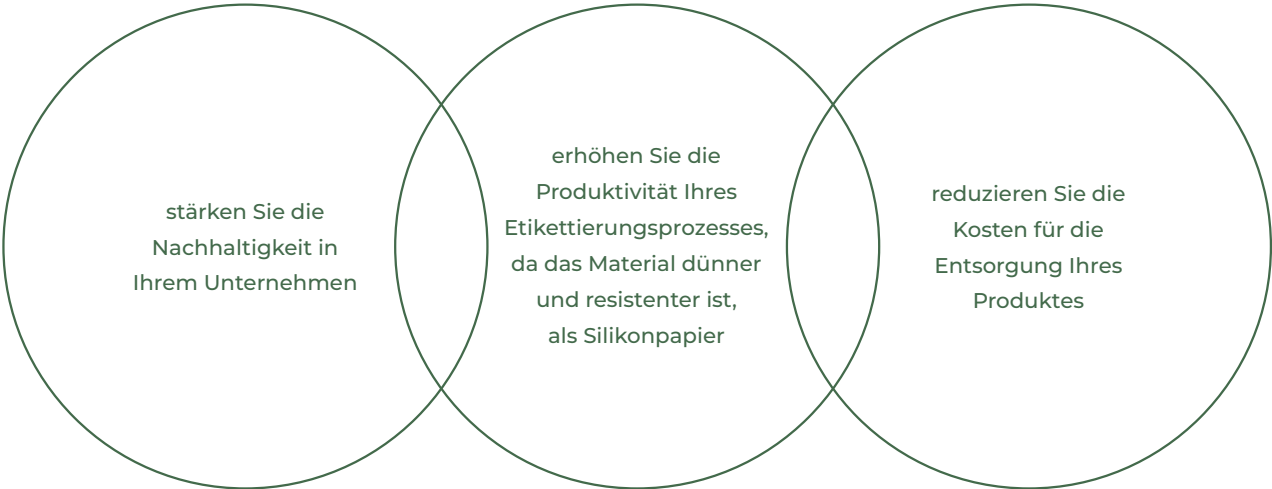 stärken Sie die
Nachhaltigkeit in
Ihrem Unternehmen
erhöhen Sie die
Produktivität Ihres
Etikettierungsprozesses,
da das Material dünner
und resistenter ist,
als Silikonpapier
reduzieren Sie die
Kosten für die
Entsorgung Ihres
Produktes